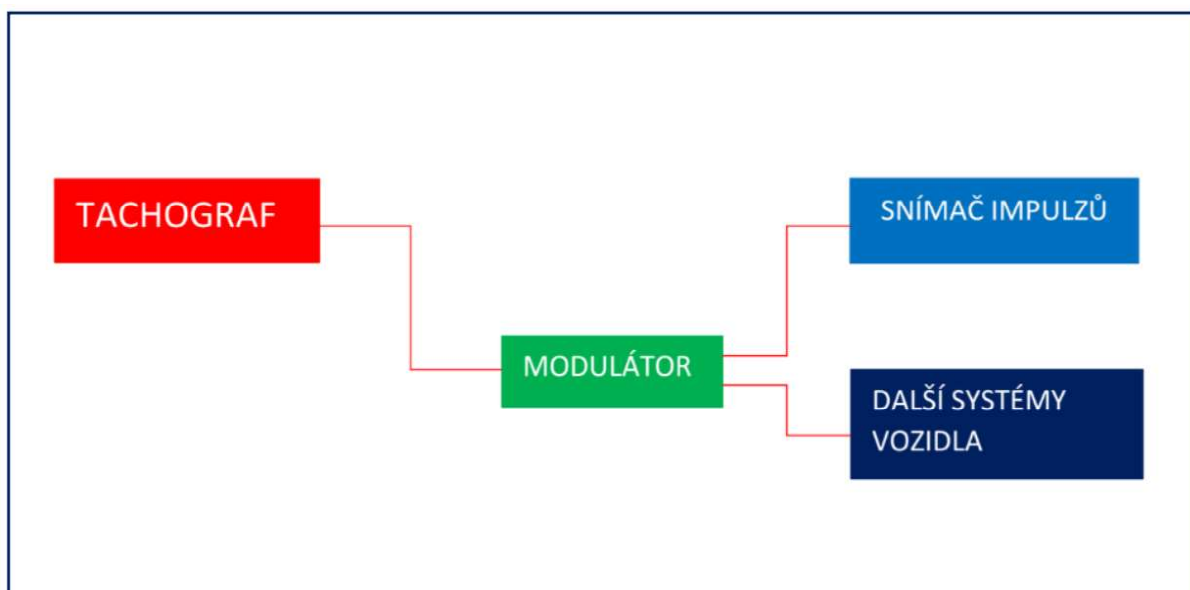 TACHOGRAF
SNÍMAČ IMPULZŮ
MODULÁTOR
DALŠÍ SYSTÉMY
VOZIDLA